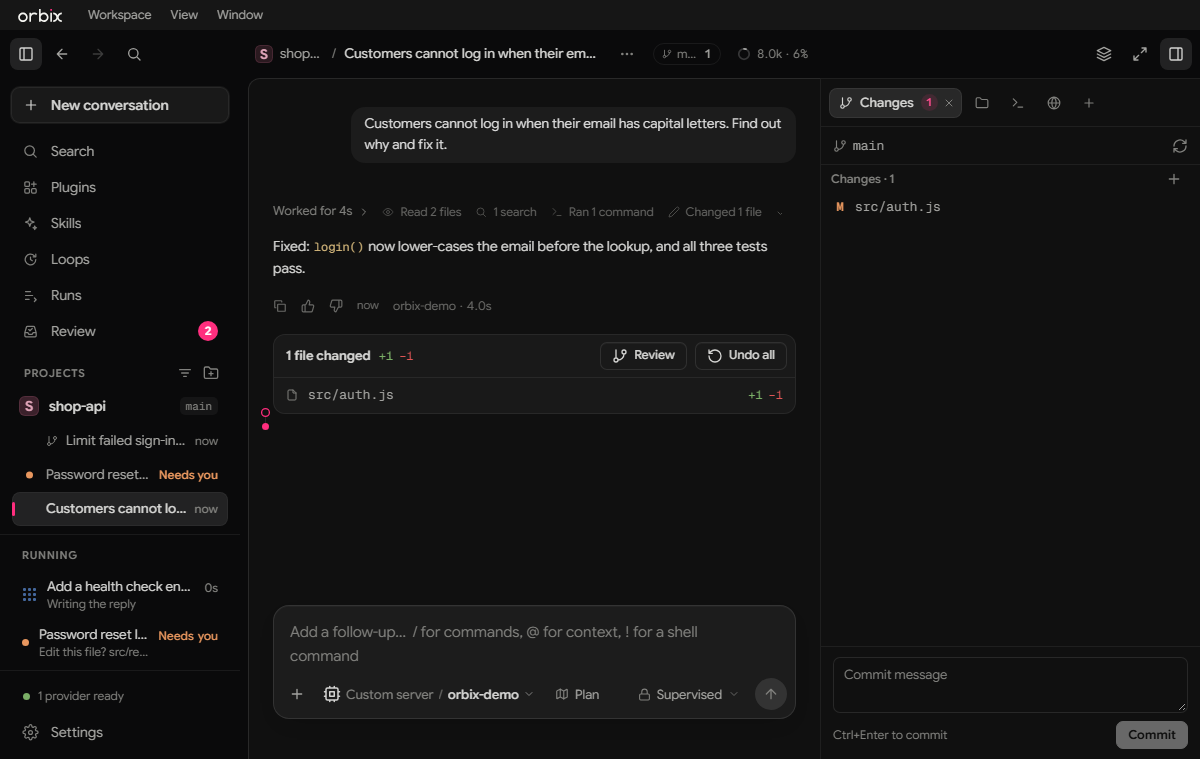 orbix Workspace View Window
S shop... / Customers cannot log in when their em... ... m... 1 8.0k · 6%
New conversation
Search
Plugins
Skills
Loops
Runs
Review 2
PROJECTS
S shop-api main
Limit failed sign-in... now
Password reset... Needs you
Customers cannot lo... now
RUNNING
Add a health check en... 0s
Writing the reply
Password reset l... Needs you
Edit this file? src/re...
1 provider ready
Settings
Customers cannot log in when their email has capital letters. Find out
why and fix it.
Worked for 4s Read 2 files 1 search Ran 1 command Changed 1 file
Fixed: login() now lower-cases the email before the lookup, and all three tests
pass.
now orbix-demo · 4.0s
1 file changed +1 −1 Review Undo all
src/auth.js +1 −1
Add a follow-up... / for commands, @ for context, ! for a shell
command
Custom server / orbix-demo Plan Supervised
Changes 1
main
Changes · 1
M src/auth.js
Commit message
Ctrl+Enter to commit Commit